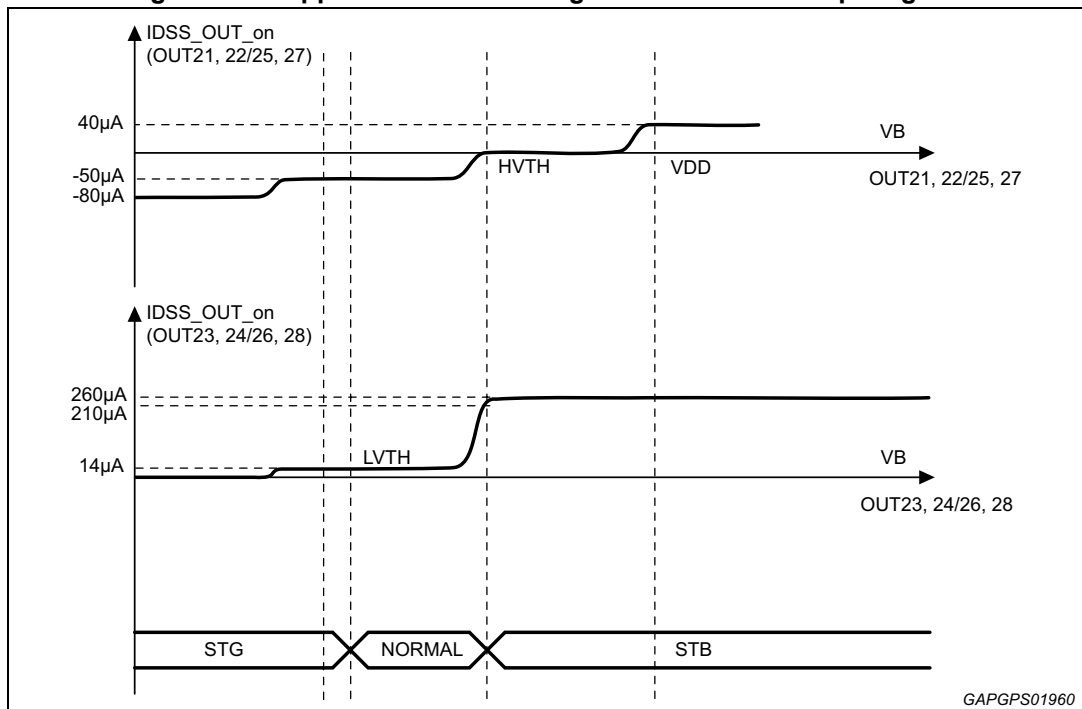 IDSS_OUT_on
(OUT21, 22/25, 27)
40µA
VB
HVTH
VDD
-50µA
OUT21, 22/25, 27
-80µA
IDSS_OUT_on
(OUT23, 24/26, 28)
260µA
210µA
LVTH
14µA
VB
OUT23, 24/26, 28
STG
NORMAL
STB
GAPGPS01960